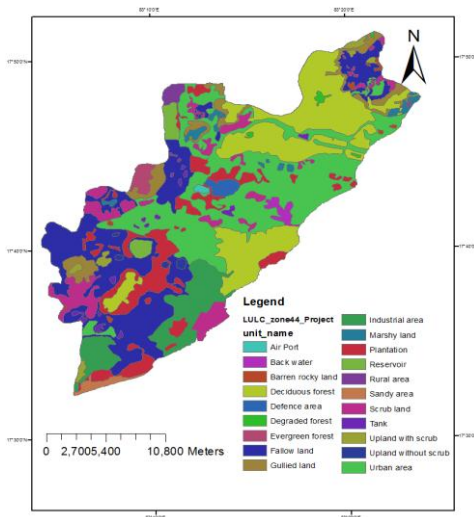 N
Legend
LULC_zone44_Project
unit_name
Air Port
Back water
Barren rocky land
Deciduous forest
Defence area
Degraded forest
Evergreen forest
Fallow land
Gullied land
Industrial area
Marshy land
Plantation
Reservoir
Rural area
Sandy area
Scrub land
Tank
Upland with scrub
Upland without scrub
Urban area
0 2,7005,400 10,800 Meters